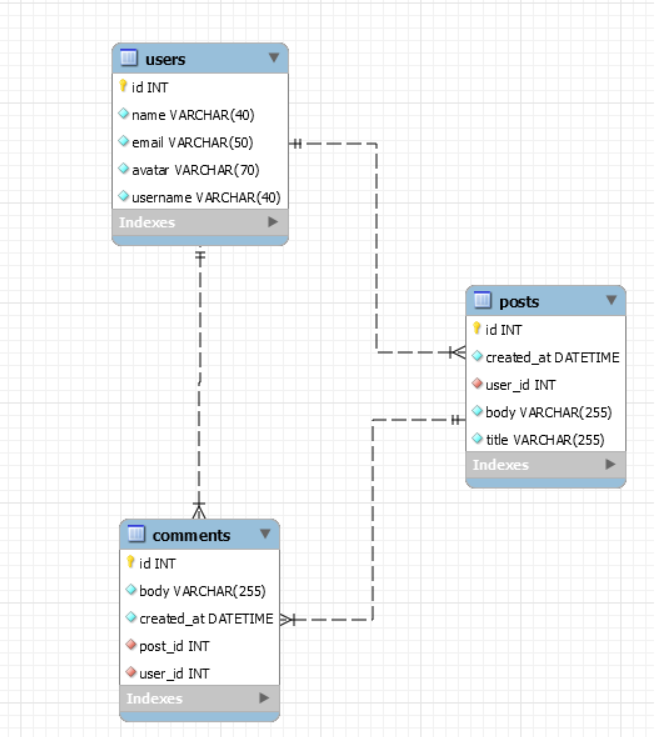 users
id INT
name VARCHAR(40)
email VARCHAR(50)
avatar VARCHAR(70)
username VARCHAR(40)
Indexes
posts
id INT
created_at DATETIME
user_id INT
body VARCHAR(255)
title VARCHAR(255)
Indexes
comments
id INT
body VARCHAR(255)
created_at DATETIME
post_id INT
user_id INT
Indexes